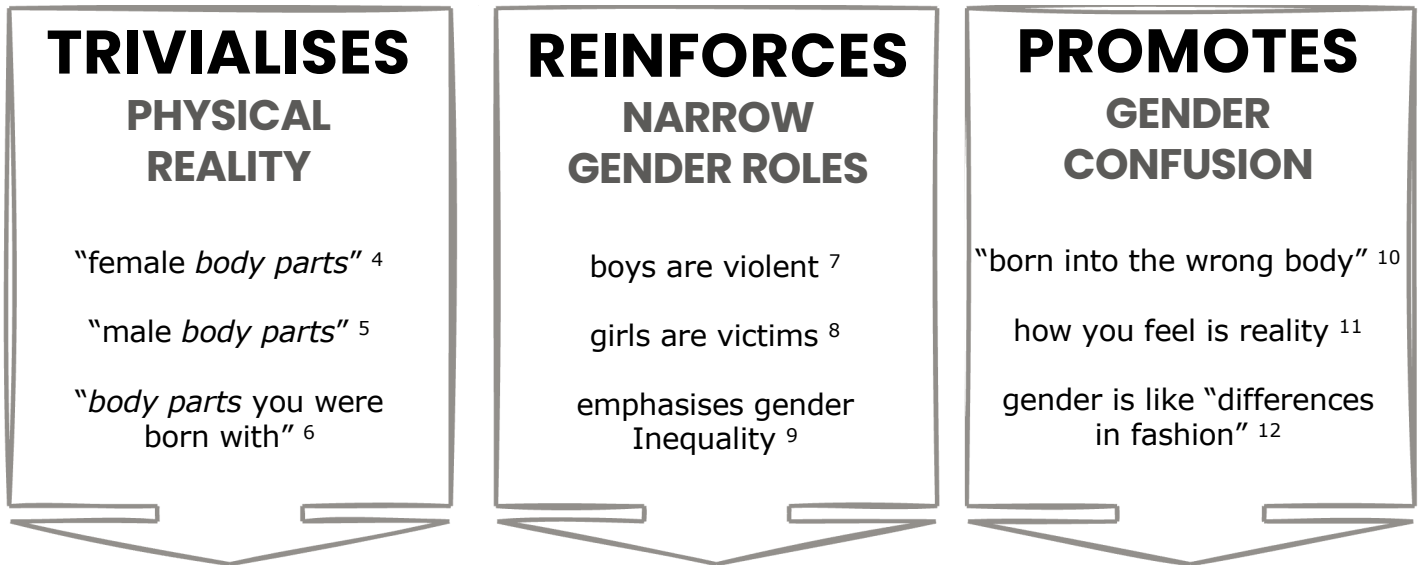 TRIVIALISES
PHYSICAL
REALITY
“female body parts” 4
“male body parts” 5
“body parts you were
born with” 6
REINFORCES
NARROW
GENDER ROLES
boys are violent 7
girls are victims 8
emphasises gender
Inequality 9
PROMOTES
GENDER
CONFUSION
“born into the wrong body” 10
how you feel is reality 11
gender is like “differences
in fashion” 12